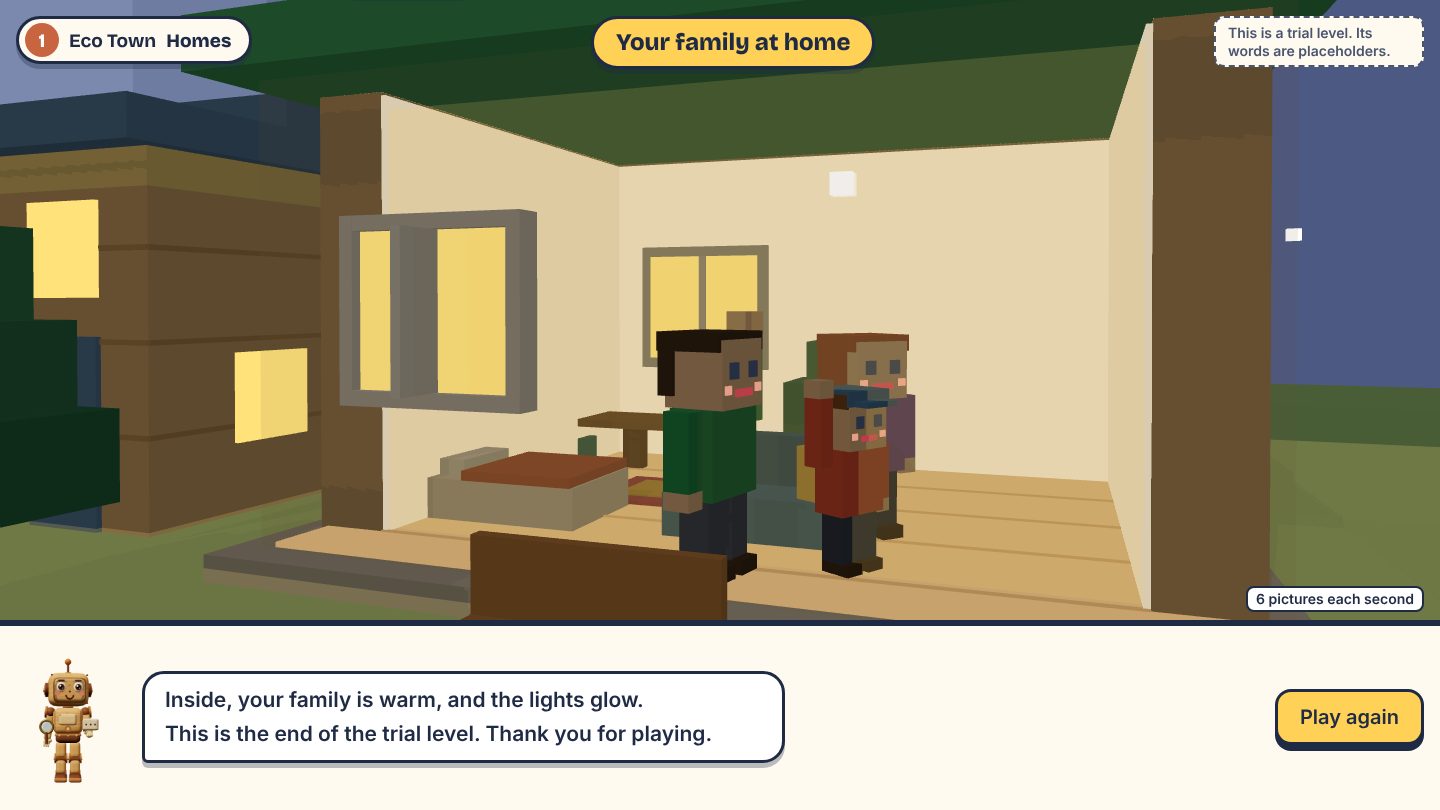 1 Eco Town Homes
Your family at home
This is a trial level. Its
words are placeholders.
6 pictures each second
Inside, your family is warm, and the lights glow.
This is the end of the trial level. Thank you for playing.
Play again